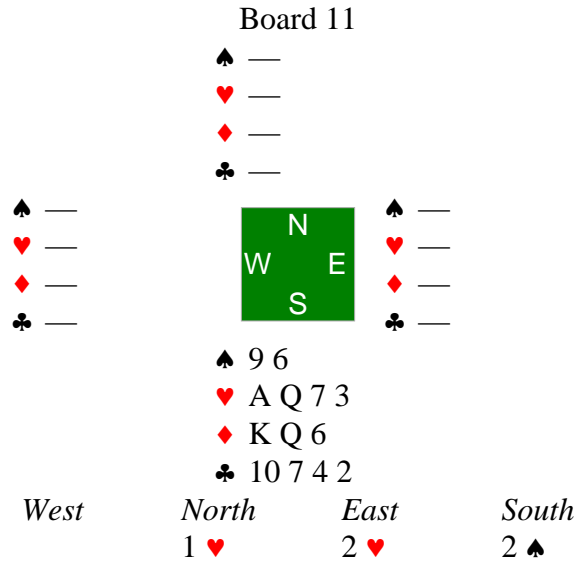 Board 11
♠ —
♥ —
♦ —
♣ —
♠ —
♥ —
♦ —
♣ —
N
W E
S
♠ —
♥ —
♦ —
♣ —
♠ 9 6
♥ A Q 7 3
♦ K Q 6
♣ 10 7 4 2
West North East South
1 ♥ 2 ♥ 2 ♠